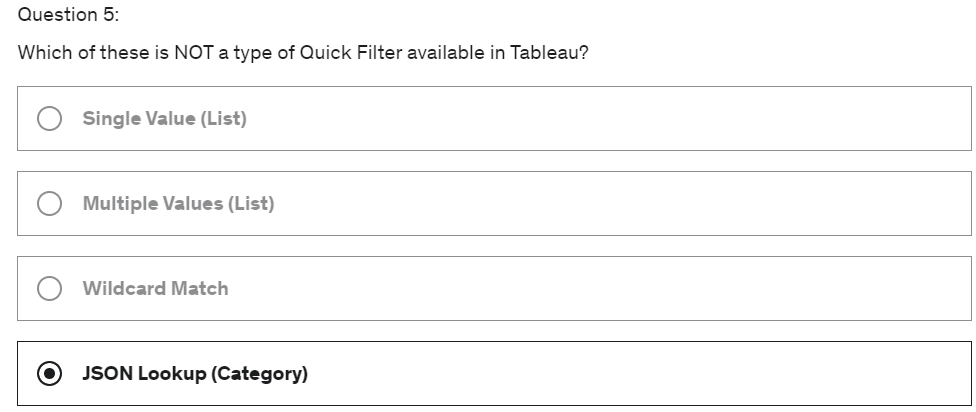 Question 5:
Which of these is NOT a type of Quick Filter available in Tableau?
Single Value (List)
Multiple Values (List)
Wildcard Match
JSON Lookup (Category)